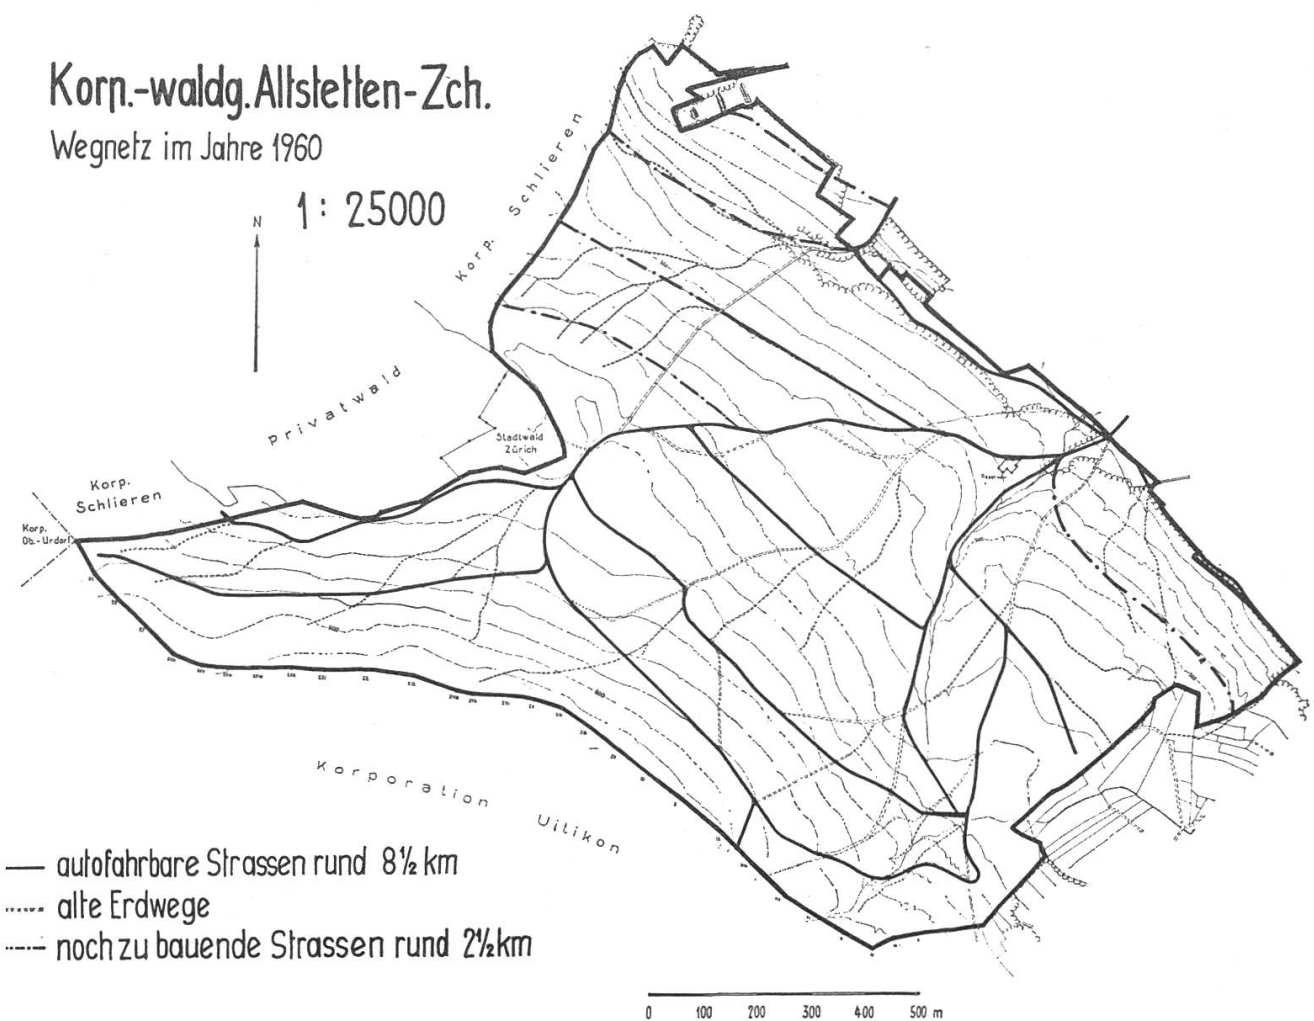 Korp.-waldg. Altstetten-Zch.
Wegnetz im Jahre 1960
1 : 25000
N
Korp. Schlieren
Privatwald
Stadtwald
Zürich
Korp.
Schlieren
Korp.
Ob.-Urdorf
Korporation Uitikon
600
autofahrbare Strassen rund 8½ km
alte Erdwege
noch zu bauende Strassen rund 2½ km
0 100 200 300 400 500 m